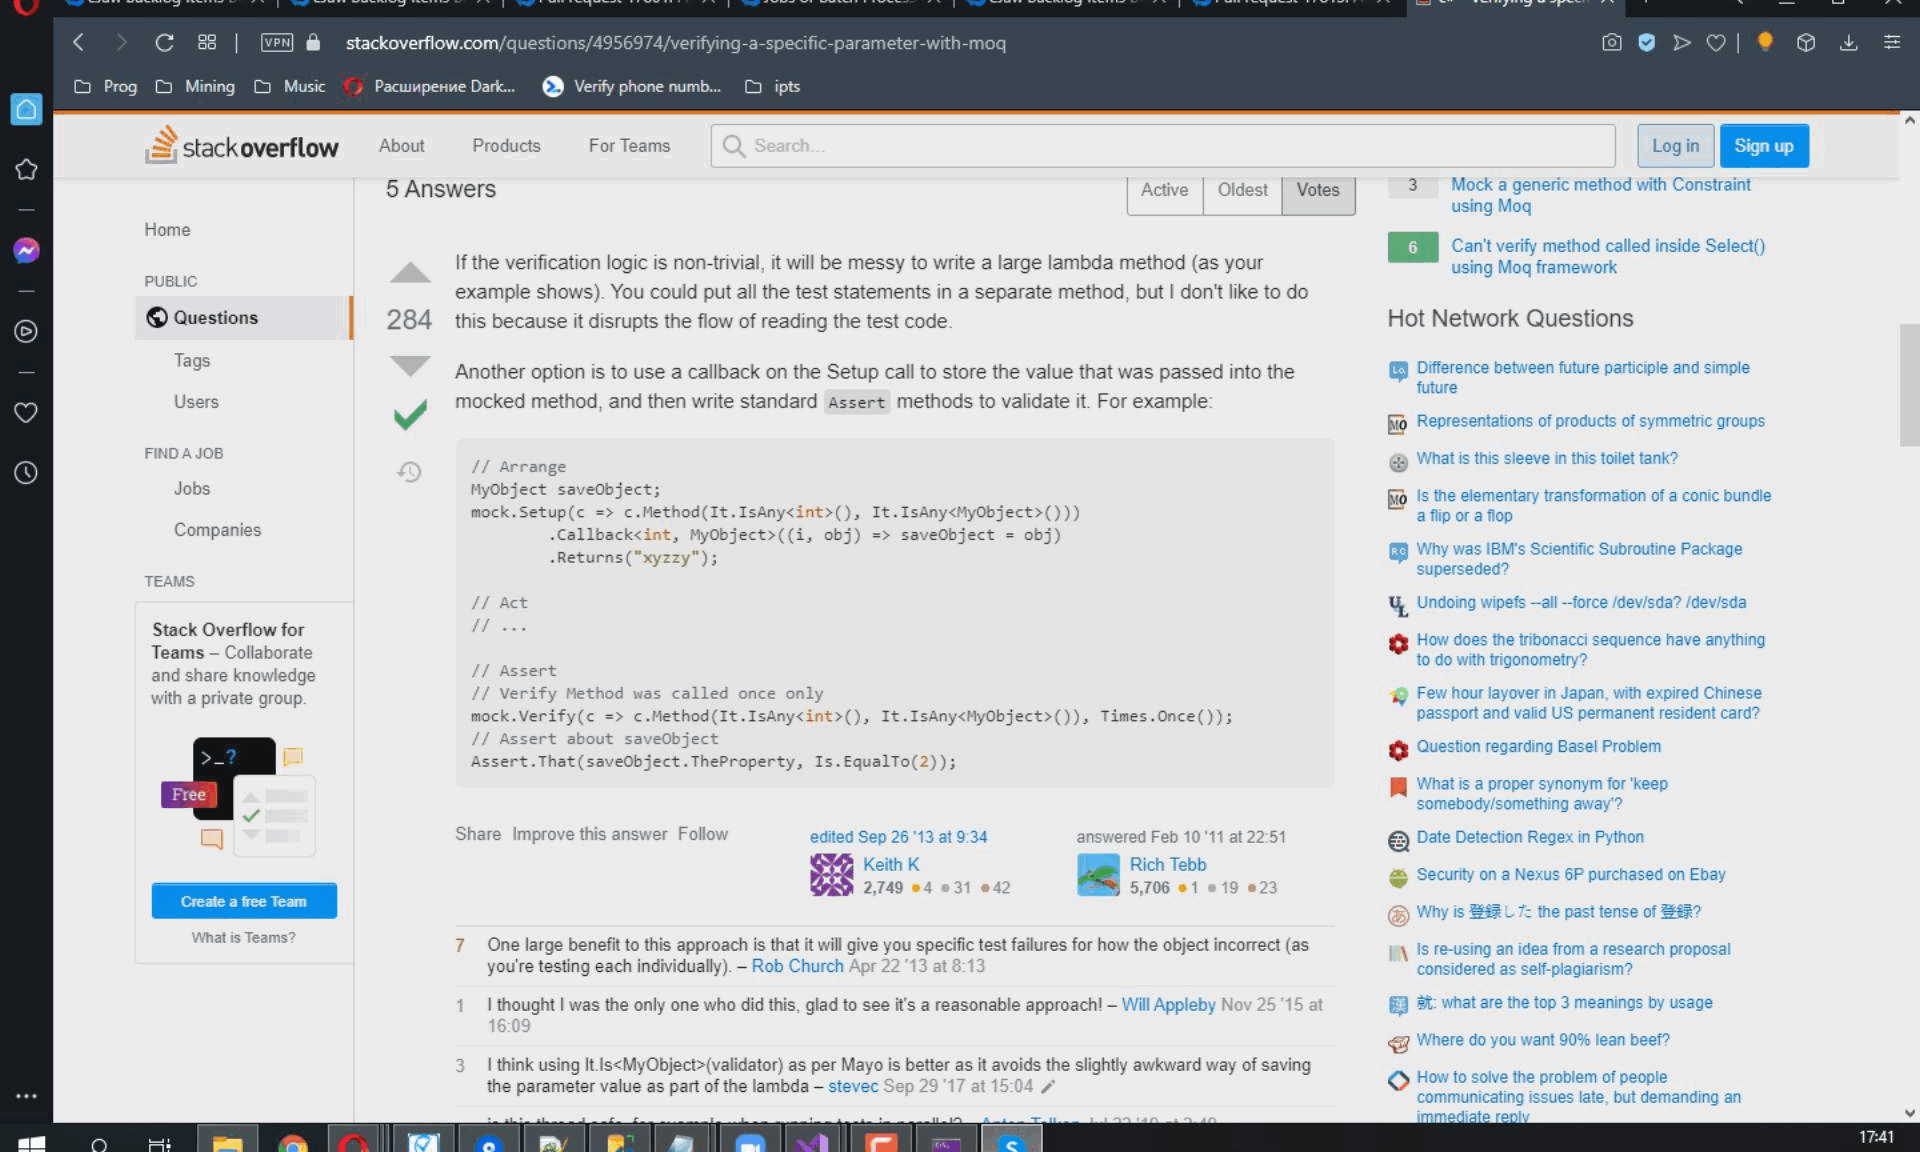 VPN
stackoverflow.com/questions/4956974/verifying-a-specific-parameter-with-moq
Prog
Mining
Music
Расширение Dark...
Verify phone numb...
ipts
stackoverflow
About
Products
For Teams
Search...
Log in
Sign up
5 Answers
Active
Oldest
Votes
Home
PUBLIC
Questions
Tags
Users
FIND A JOB
Jobs
Companies
TEAMS
Stack Overflow for
Teams – Collaborate
and share knowledge
with a private group.
>_?
Free
Create a free Team
What is Teams?
284
If the verification logic is non-trivial, it will be messy to write a large lambda method (as your
example shows). You could put all the test statements in a separate method, but I don't like to do
this because it disrupts the flow of reading the test code.
Another option is to use a callback on the Setup call to store the value that was passed into the
mocked method, and then write standard Assert methods to validate it. For example:
// Arrange
MyObject saveObject;
mock.Setup(c => c.Method(It.IsAny<int>(), It.IsAny<MyObject>()))
.Callback<int, MyObject>((i, obj) => saveObject = obj)
.Returns("xyzzy");
// Act
// ...
// Assert
// Verify Method was called once only
mock.Verify(c => c.Method(It.IsAny<int>(), It.IsAny<MyObject>()), Times.Once());
// Assert about saveObject
Assert.That(saveObject.TheProperty, Is.EqualTo(2));
Share Improve this answer Follow
edited Sep 26 '13 at 9:34
Keith K
2,749 4 31 42
answered Feb 10 '11 at 22:51
Rich Tebb
5,706 1 19 23
7 One large benefit to this approach is that it will give you specific test failures for how the object incorrect (as
you're testing each individually). – Rob Church Apr 22 '13 at 8:13
1 I thought I was the only one who did this, glad to see it's a reasonable approach! – Will Appleby Nov 25 '15 at
16:09
3 I think using It.Is<MyObject>(validator) as per Mayo is better as it avoids the slightly awkward way of saving
the parameter value as part of the lambda – stevec Sep 29 '17 at 15:04
3 Mock a generic method with Constraint
using Moq
6 Can't verify method called inside Select()
using Moq framework
Hot Network Questions
Difference between future participle and simple
future
Representations of products of symmetric groups
What is this sleeve in this toilet tank?
Is the elementary transformation of a conic bundle
a flip or a flop
Why was IBM's Scientific Subroutine Package
superseded?
Undoing wipefs --all --force /dev/sda? /dev/sda
How does the tribonacci sequence have anything
to do with trigonometry?
Few hour layover in Japan, with expired Chinese
passport and valid US permanent resident card?
Question regarding Basel Problem
What is a proper synonym for 'keep
somebody/something away'?
Date Detection Regex in Python
Security on a Nexus 6P purchased on Ebay
Why is 登録した the past tense of 登録?
Is re-using an idea from a research proposal
considered as self-plagiarism?
就: what are the top 3 meanings by usage
Where do you want 90% lean beef?
How to solve the problem of people
communicating issues late, but demanding an
immediate reply
17:41